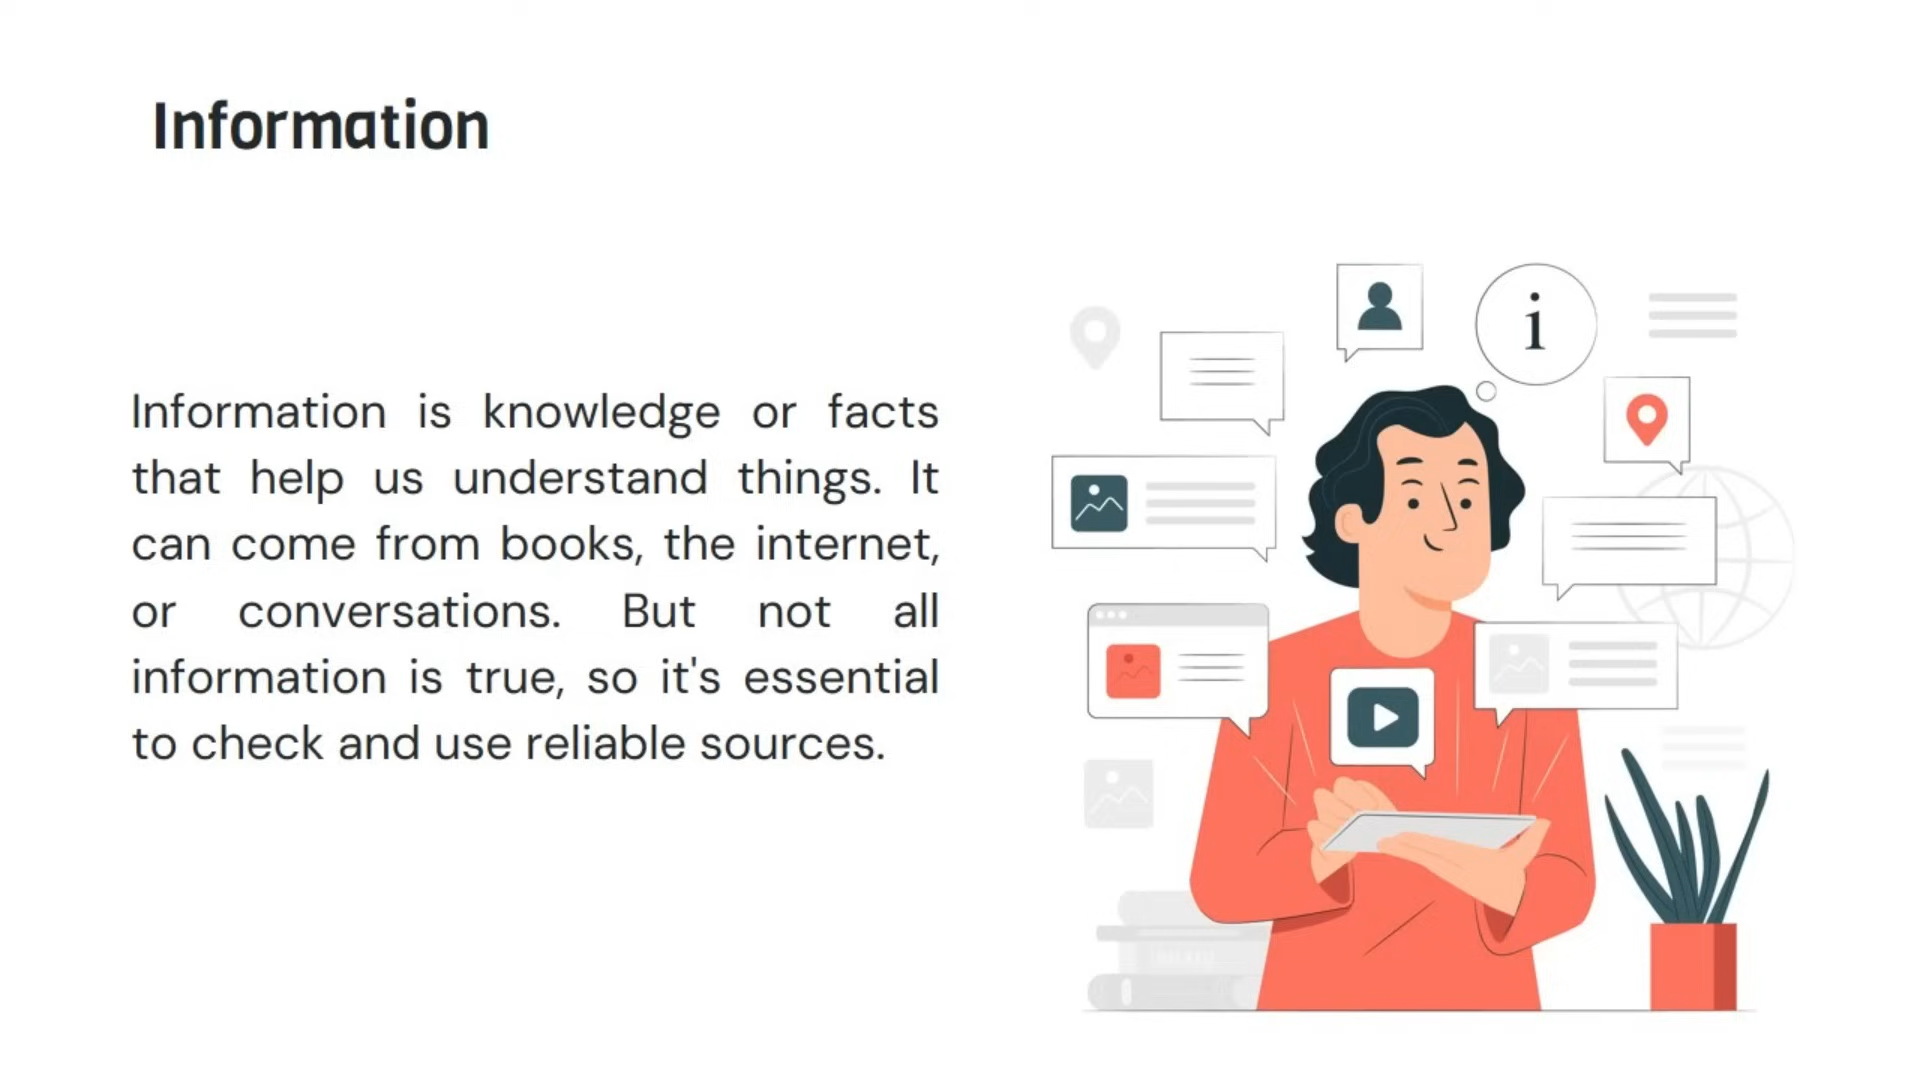 Information
Information is knowledge or facts
that help us understand things. It
can come from books, the internet,
or conversations. But not all
information is true, so it's essential
to check and use reliable sources.
i